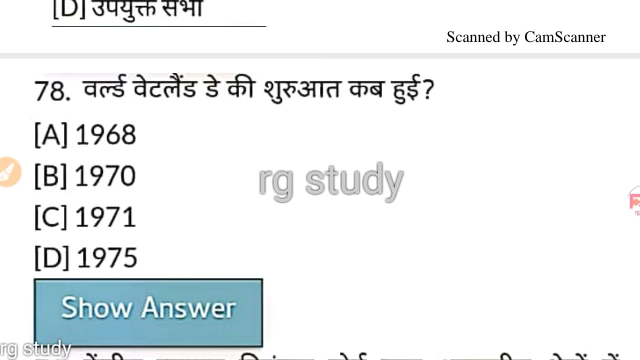 [D] उपयुक्त सभी
Scanned by CamScanner
78. वर्ल्ड वेटलैंड डे की शुरुआत कब हुई?
[A] 1968
[B] 1970
rg study
[C] 1971
[D] 1975
Show Answer
rg study